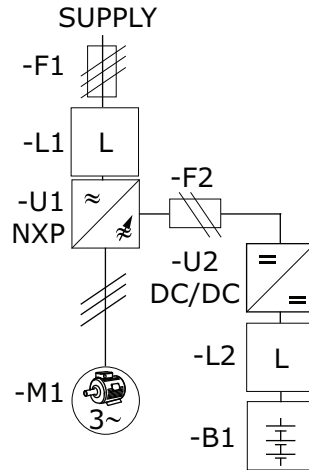 SUPPLY
-F1
-L1
L
-U1
NXP
-F2
-U2
DC/DC
-L2
L
-M1
3~
-B1